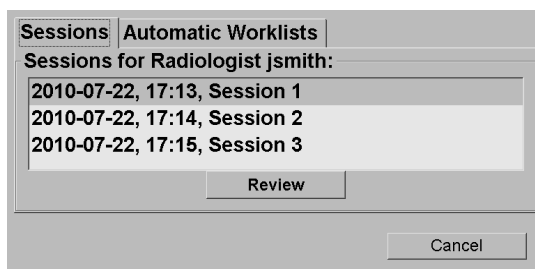 Sessions Automatic Worklists
Sessions for Radiologist jsmith:
2010-07-22, 17:13, Session 1
2010-07-22, 17:14, Session 2
2010-07-22, 17:15, Session 3
Review
Cancel